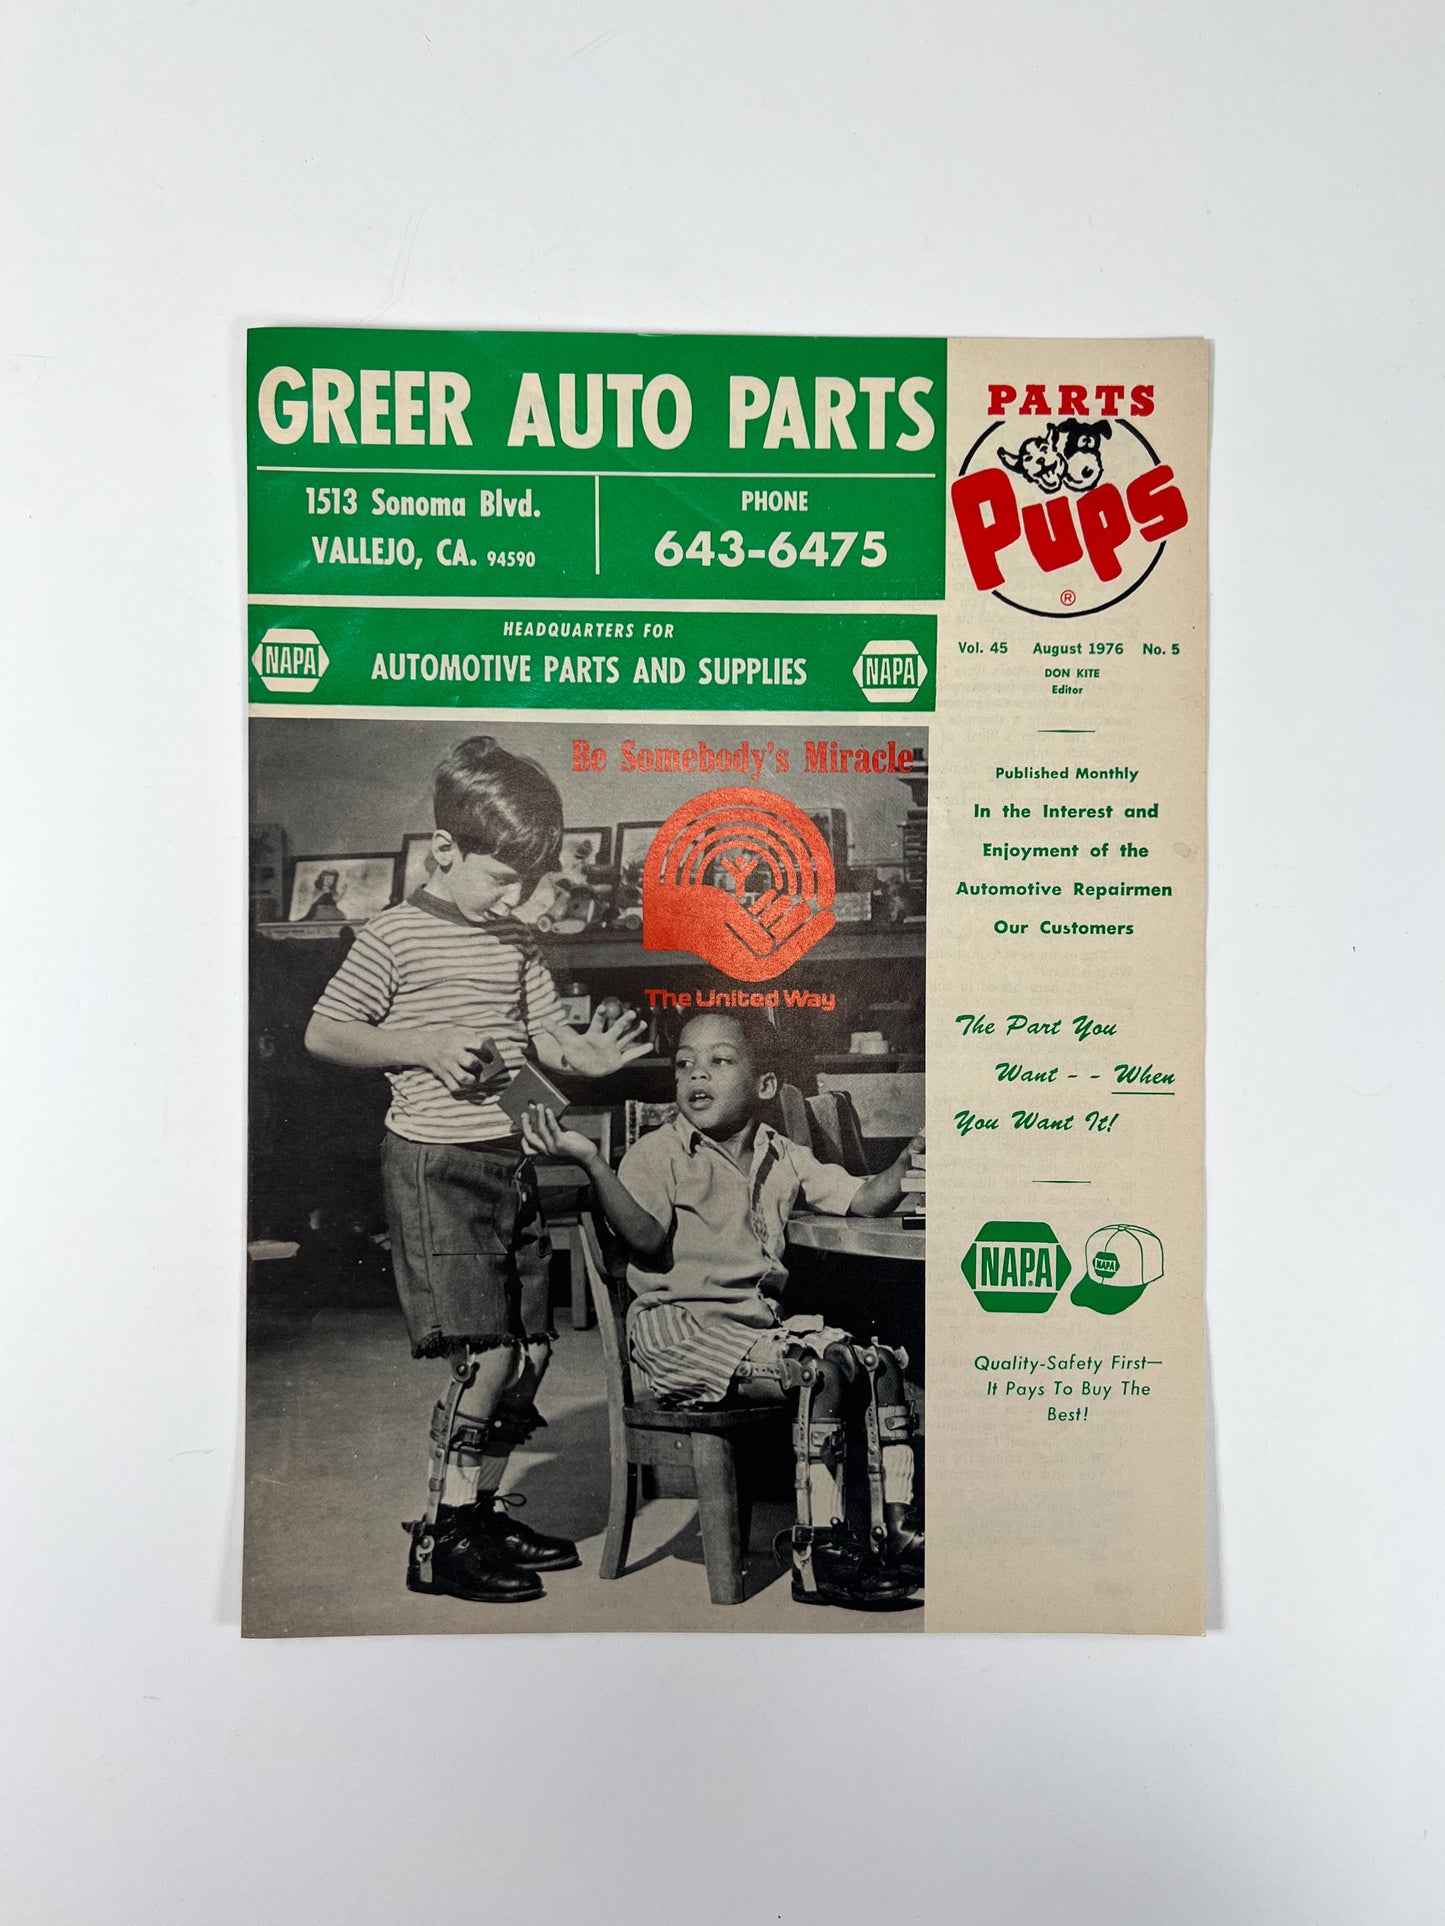 GREER AUTO PARTS
1513 Sonoma Blvd.
VALLEJO, CA. 94590
PHONE
643-6475
HEADQUARTERS FOR
AUTOMOTIVE PARTS AND SUPPLIES
NAPA
NAPA
Be Somebody's Miracle
The United Way
PARTS
Pups
®
Vol. 45 August 1976 No. 5
DON KITE
Editor
Published Monthly
In the Interest and
Enjoyment of the
Automotive Repairmen
Our Customers
The Part You
Want - - When
You Want It!
NAPA
®
NAPA
Quality-Safety First—
It Pays To Buy The
Best!